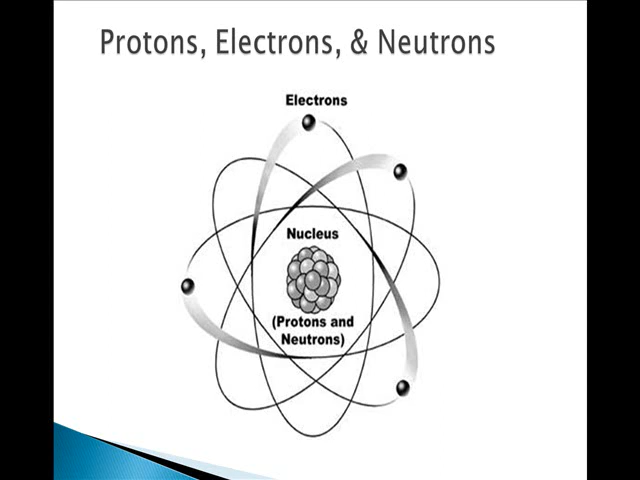 Protons, Electrons, & Neutrons
Electrons
Nucleus
(Protons and
Neutrons)